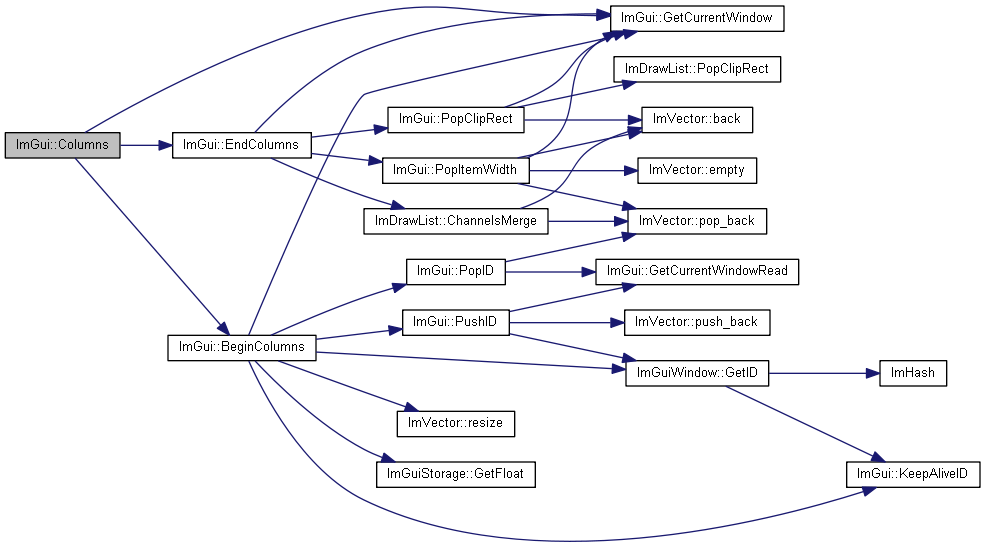 ImGui::GetCurrentWindow
ImDrawList::PopClipRect
ImGui::PopClipRect
ImVector::back
ImGui::Columns
ImGui::EndColumns
ImGui::PopItemWidth
ImVector::empty
ImDrawList::ChannelsMerge
ImVector::pop_back
ImGui::PopID
ImGui::GetCurrentWindowRead
ImGui::PushID
ImVector::push_back
ImGui::BeginColumns
ImGuiWindow::GetID
ImHash
ImVector::resize
ImGuiStorage::GetFloat
ImGui::KeepAliveID